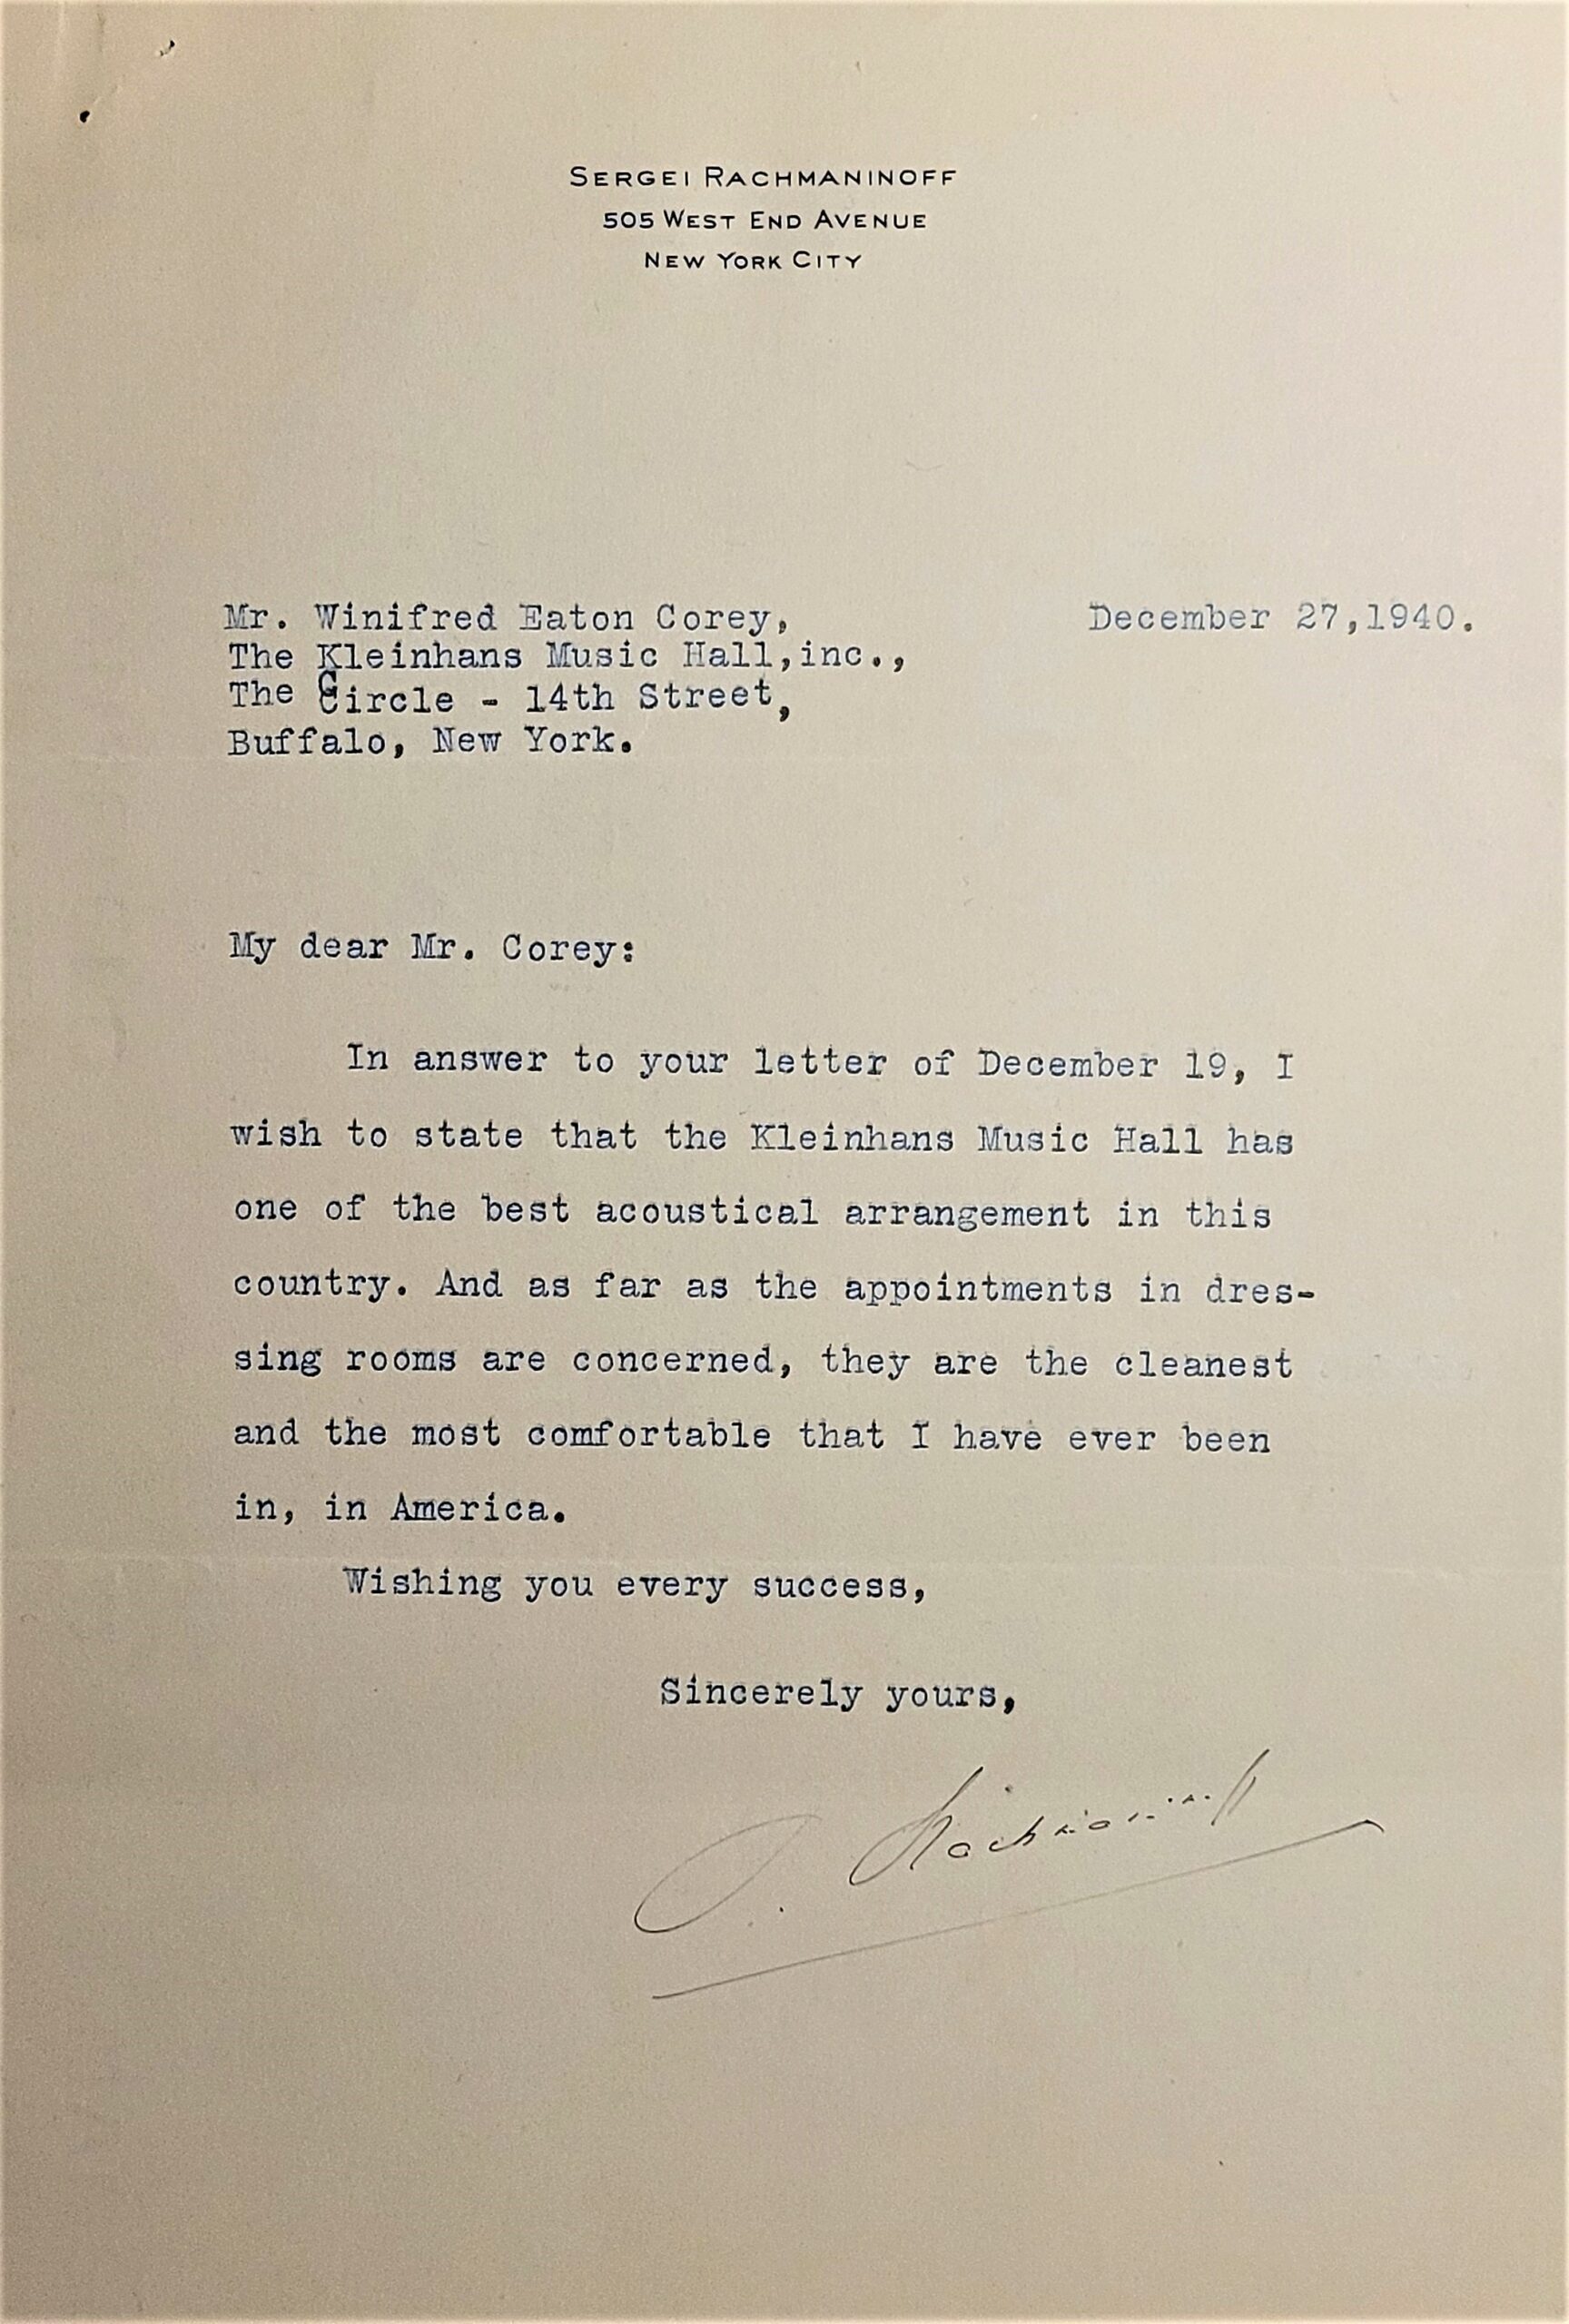 SERGEI RACHMANINOFF
505 WEST END AVENUE
NEW YORK CITY
Mr. Winifred Eaton Corey, December 27,1940.
The Kleinhans Music Hall,inc.,
The Circle - 14th Street,
Buffalo, New York.
My dear Mr. Corey:
In answer to your letter of December 19, I
wish to state that the Kleinhans Music Hall has
one of the best acoustical arrangement in this
country. And as far as the appointments in dres-
sing rooms are concerned, they are the cleanest
and the most comfortable that I have ever been
in, in America.
Wishing you every success,
Sincerely yours,
S. Rachmaninoff